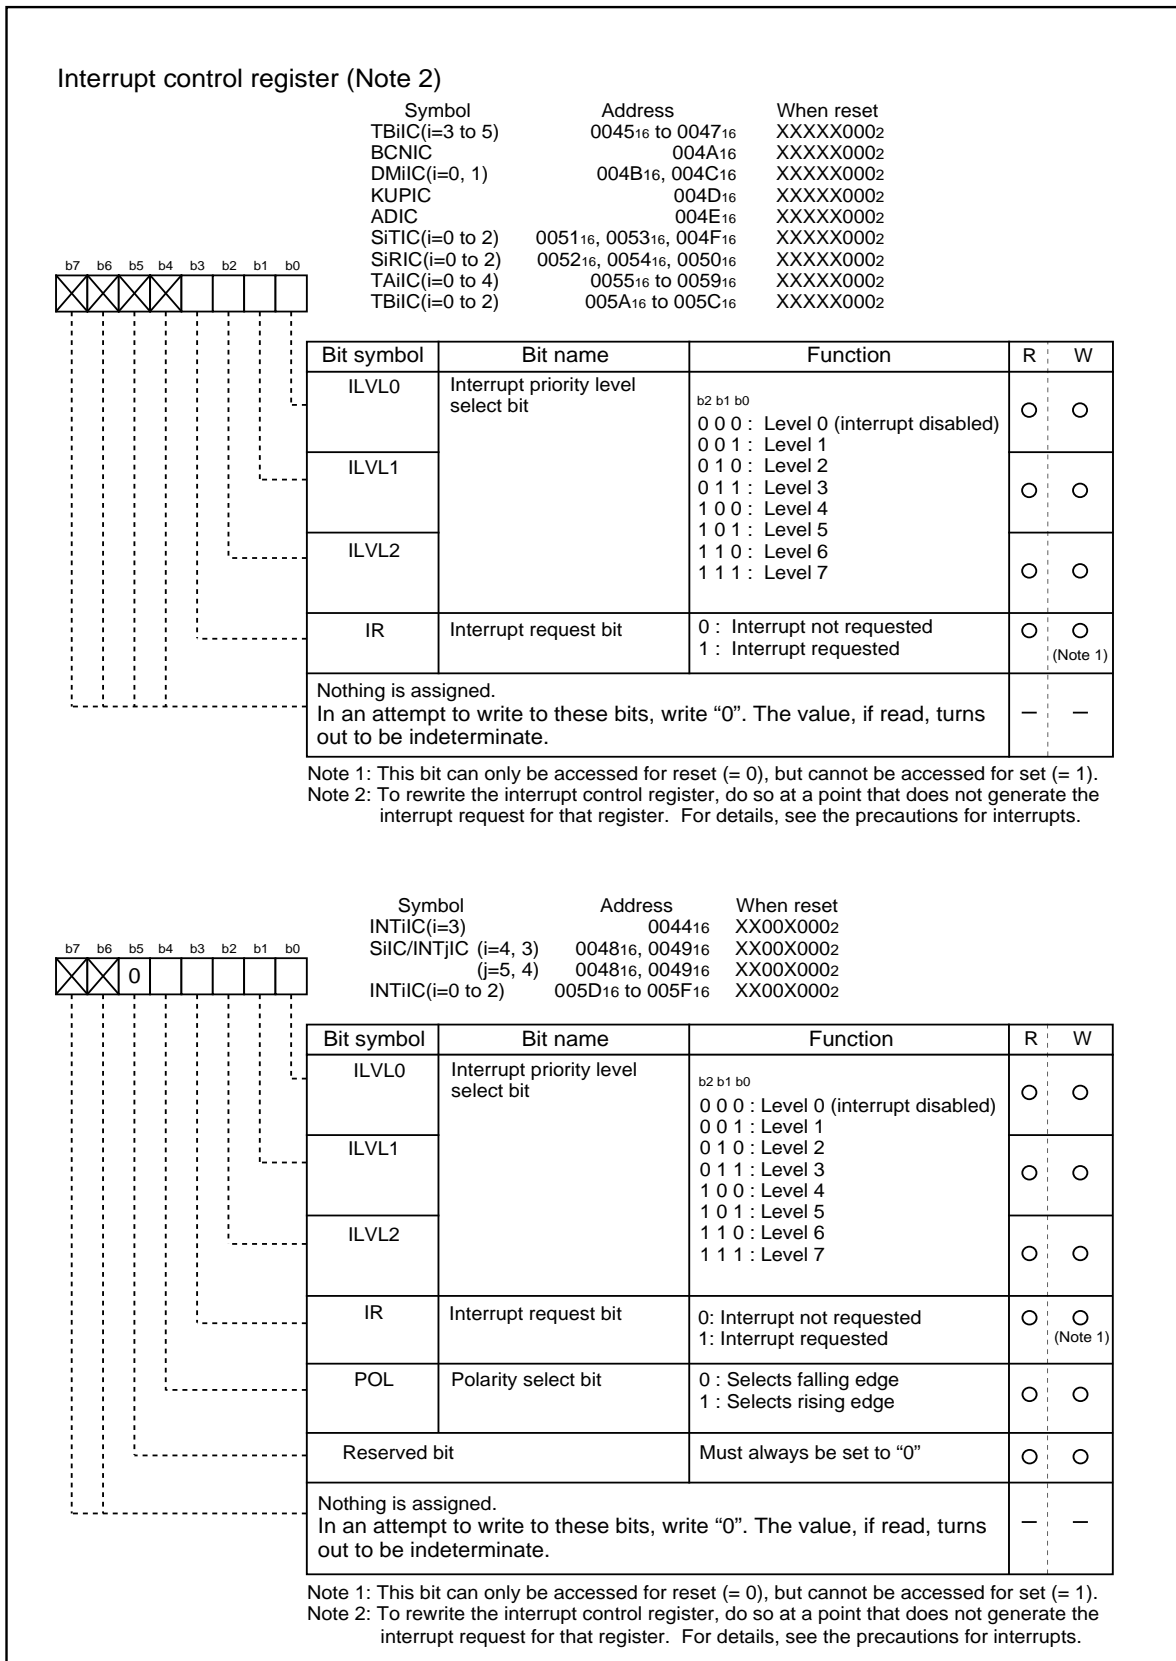 Interrupt control register (Note 2)
Symbol Address When reset
TBiIC(i=3 to 5) 004516 to 004716 XXXXX0002
BCNIC 004A16 XXXXX0002
DMiIC(i=0, 1) 004B16, 004C16 XXXXX0002
KUPIC 004D16 XXXXX0002
ADIC 004E16 XXXXX0002
SiTIC(i=0 to 2) 005116, 005316, 004F16 XXXXX0002
SiRIC(i=0 to 2) 005216, 005416, 005016 XXXXX0002
TAiIC(i=0 to 4) 005516 to 005916 XXXXX0002
TBiIC(i=0 to 2) 005A16 to 005C16 XXXXX0002
b7 b6 b5 b4 b3 b2 b1 b0
Bit symbol Bit name Function R W
ILVL0 Interrupt priority level
select bit
b2 b1 b0
0 0 0 : Level 0 (interrupt disabled)
0 0 1 : Level 1
ILVL1 0 1 0 : Level 2
0 1 1 : Level 3
1 0 0 : Level 4
1 0 1 : Level 5
ILVL2 1 1 0 : Level 6
1 1 1 : Level 7
IR Interrupt request bit 0 : Interrupt not requested
1 : Interrupt requested
(Note 1)
Nothing is assigned.
In an attempt to write to these bits, write “0”. The value, if read, turns
out to be indeterminate.
– –
Note 1: This bit can only be accessed for reset (= 0), but cannot be accessed for set (= 1).
Note 2: To rewrite the interrupt control register, do so at a point that does not generate the
interrupt request for that register. For details, see the precautions for interrupts.
Symbol Address When reset
INTiIC(i=3) 004416 XX00X0002
SiIC/INTjIC (i=4, 3) 004816, 004916 XX00X0002
(j=5, 4) 004816, 004916 XX00X0002
INTiIC(i=0 to 2) 005D16 to 005F16 XX00X0002
b7 b6 b5 b4 b3 b2 b1 b0
0
Bit symbol Bit name Function R W
ILVL0 Interrupt priority level
select bit
b2 b1 b0
0 0 0 : Level 0 (interrupt disabled)
0 0 1 : Level 1
ILVL1 0 1 0 : Level 2
0 1 1 : Level 3
1 0 0 : Level 4
1 0 1 : Level 5
ILVL2 1 1 0 : Level 6
1 1 1 : Level 7
IR Interrupt request bit 0: Interrupt not requested
1: Interrupt requested
(Note 1)
POL Polarity select bit 0 : Selects falling edge
1 : Selects rising edge
Reserved bit Must always be set to “0”
Nothing is assigned.
In an attempt to write to these bits, write “0”. The value, if read, turns
out to be indeterminate.
– –
Note 1: This bit can only be accessed for reset (= 0), but cannot be accessed for set (= 1).
Note 2: To rewrite the interrupt control register, do so at a point that does not generate the
interrupt request for that register. For details, see the precautions for interrupts.